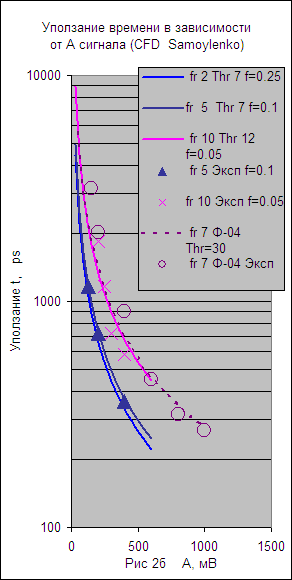 Уползание времени в зависимости
от А сигнала (CFD Samoylenko)
10000
fr 2 Thr 7 f=0.25
fr 5 Thr 7 f=0.1
fr 10 Thr 12
f=0.05
fr 5 Эксп f=0.1
fr 10 Эксп f=0.05
fr 7 Ф-04
Thr=30
fr 7 Ф-04 Эксп
Уползание t, ps
1000
100
0 500 1000 1500
Рис 2б А, мВ